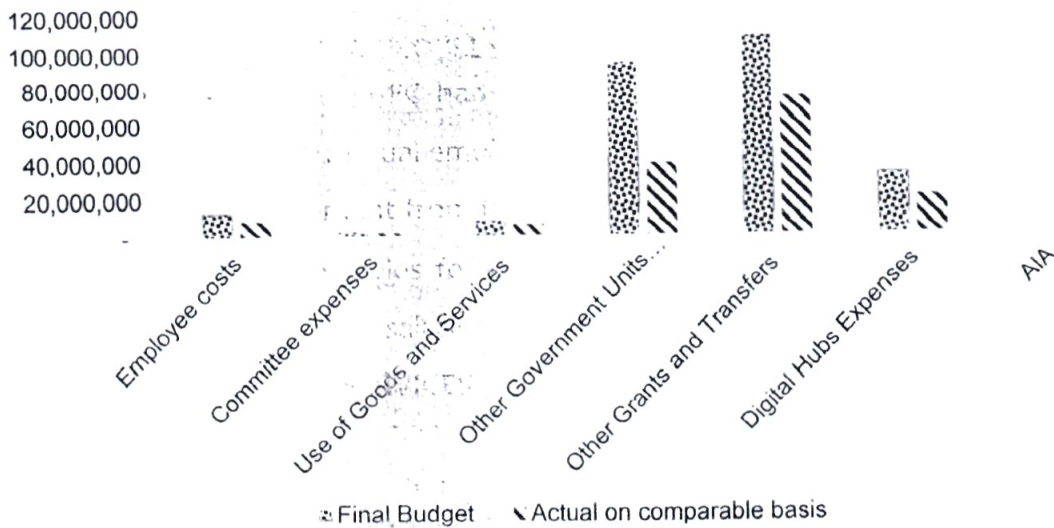 120,000,000
100,000,000
80,000,000
60,000,000
40,000,000
20,000,000
-
Employee costs
Committee expenses
Use of Goods and Services
Other Government Units...
Other Grants and Transfers
Digital Hubs Expenses
AIA
Final Budget
Actual on comparable basis